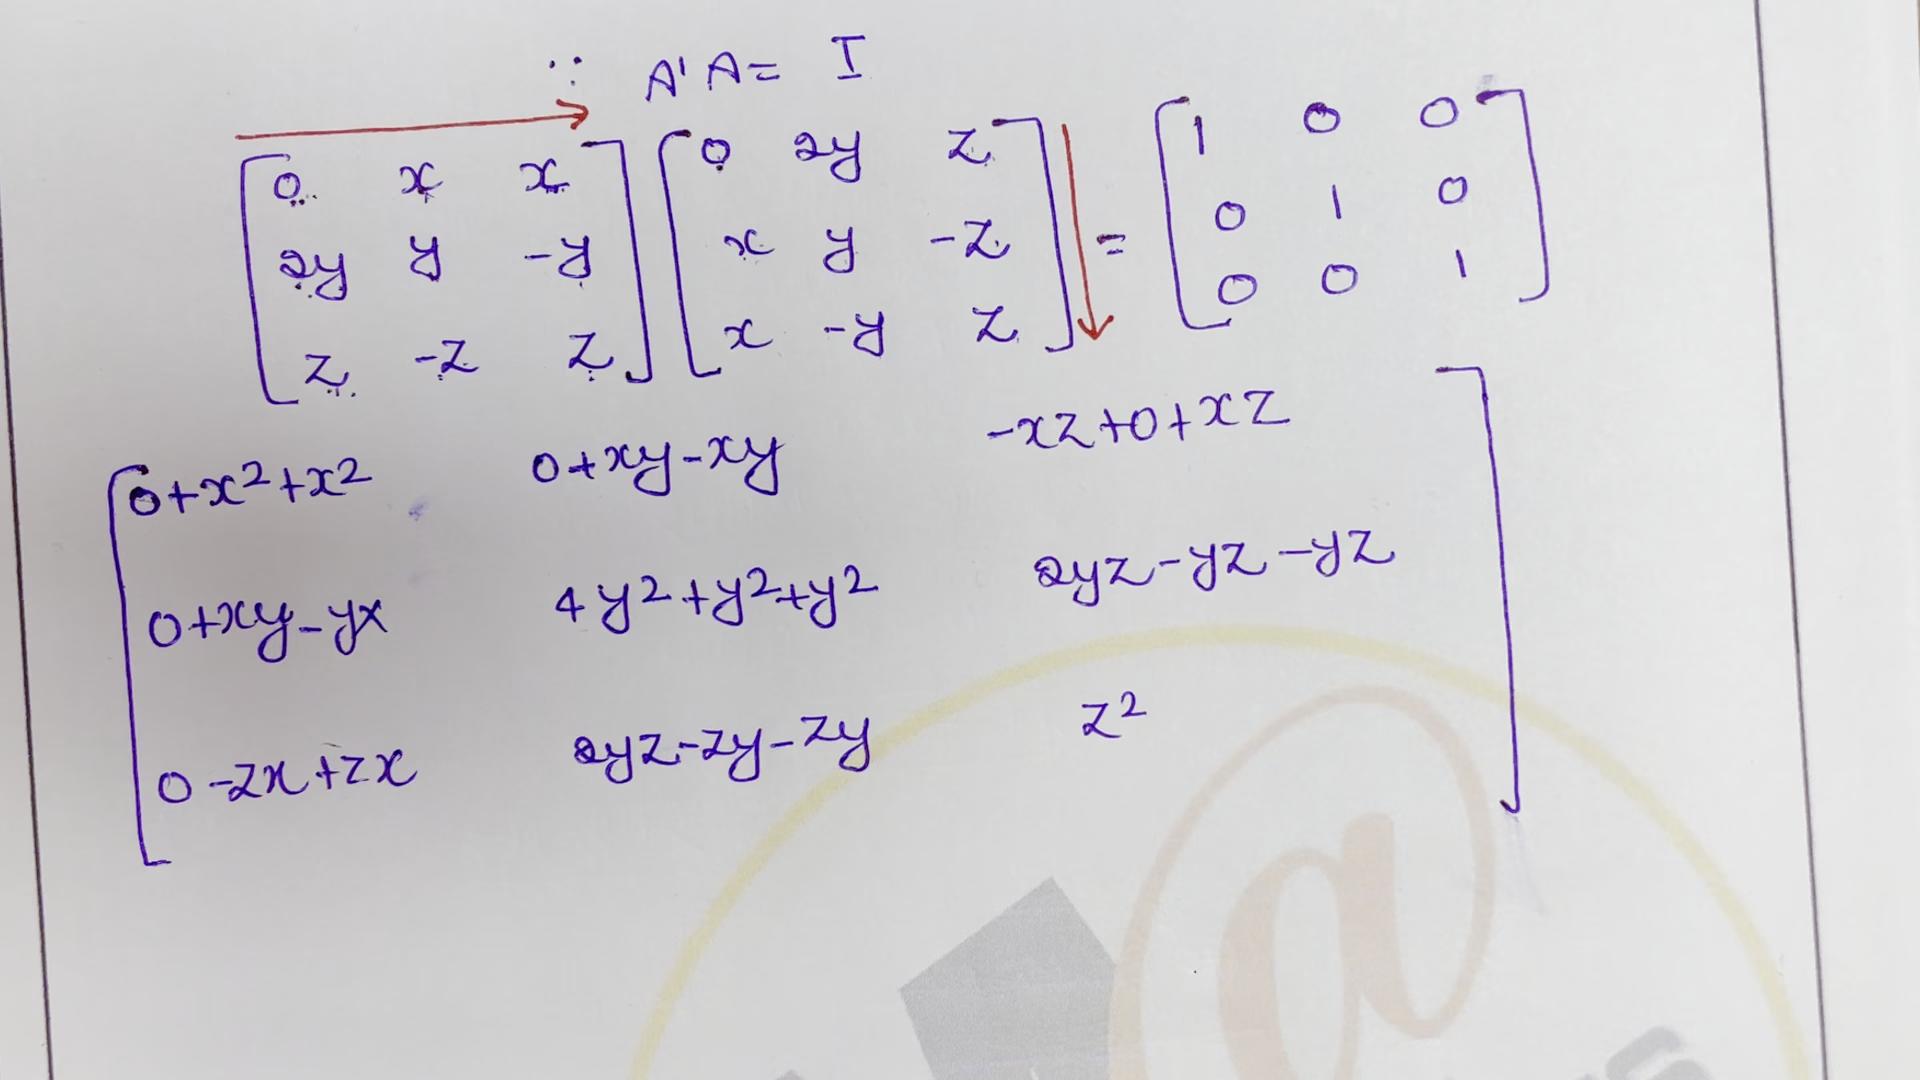 ∵ A' A = I
[0 x x] [0 2y z] = [1 0 0]
[2y y -y] [x y -z] [0 1 0]
[z -z z] [x -y z] [0 0 1]
[0+x²+x² 0+xy-xy -xz+0+xz]
[0+xy-yx 4y²+y²+y² 2yz-yz-yz]
[0-zx+zx 2yz-zy-zy z²]